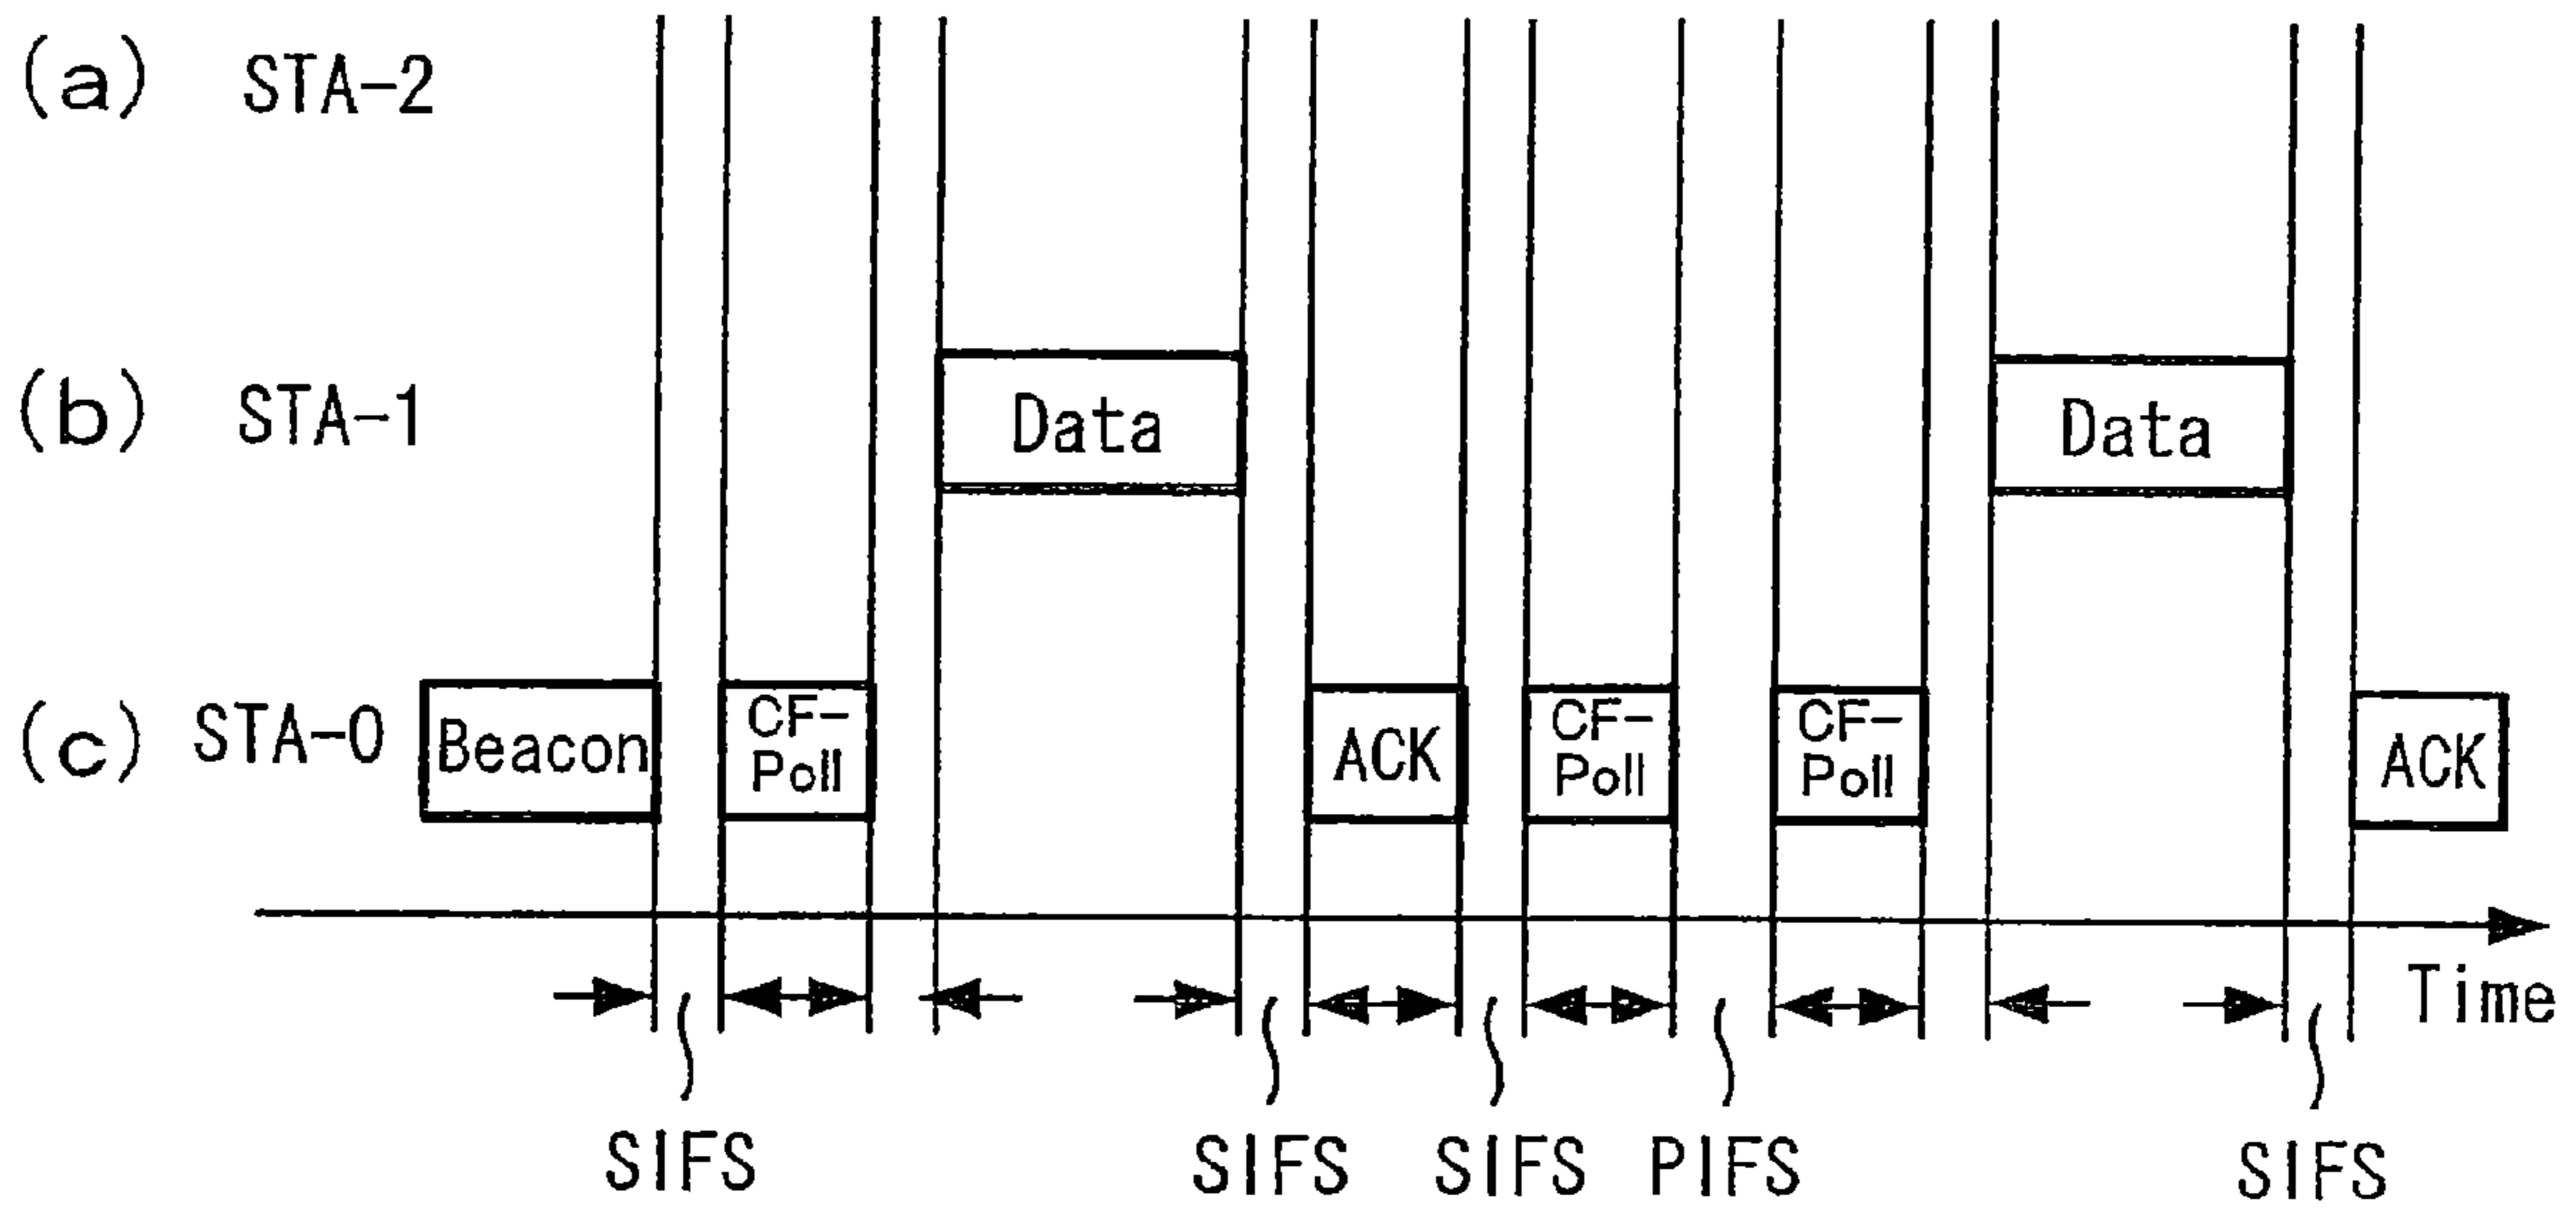 (a) STA-2
(b) STA-1 Data Data
(c) STA-0 Beacon CF-Poll ACK CF-Poll CF-Poll ACK
Time
SIFS SIFS SIFS PIFS SIFS